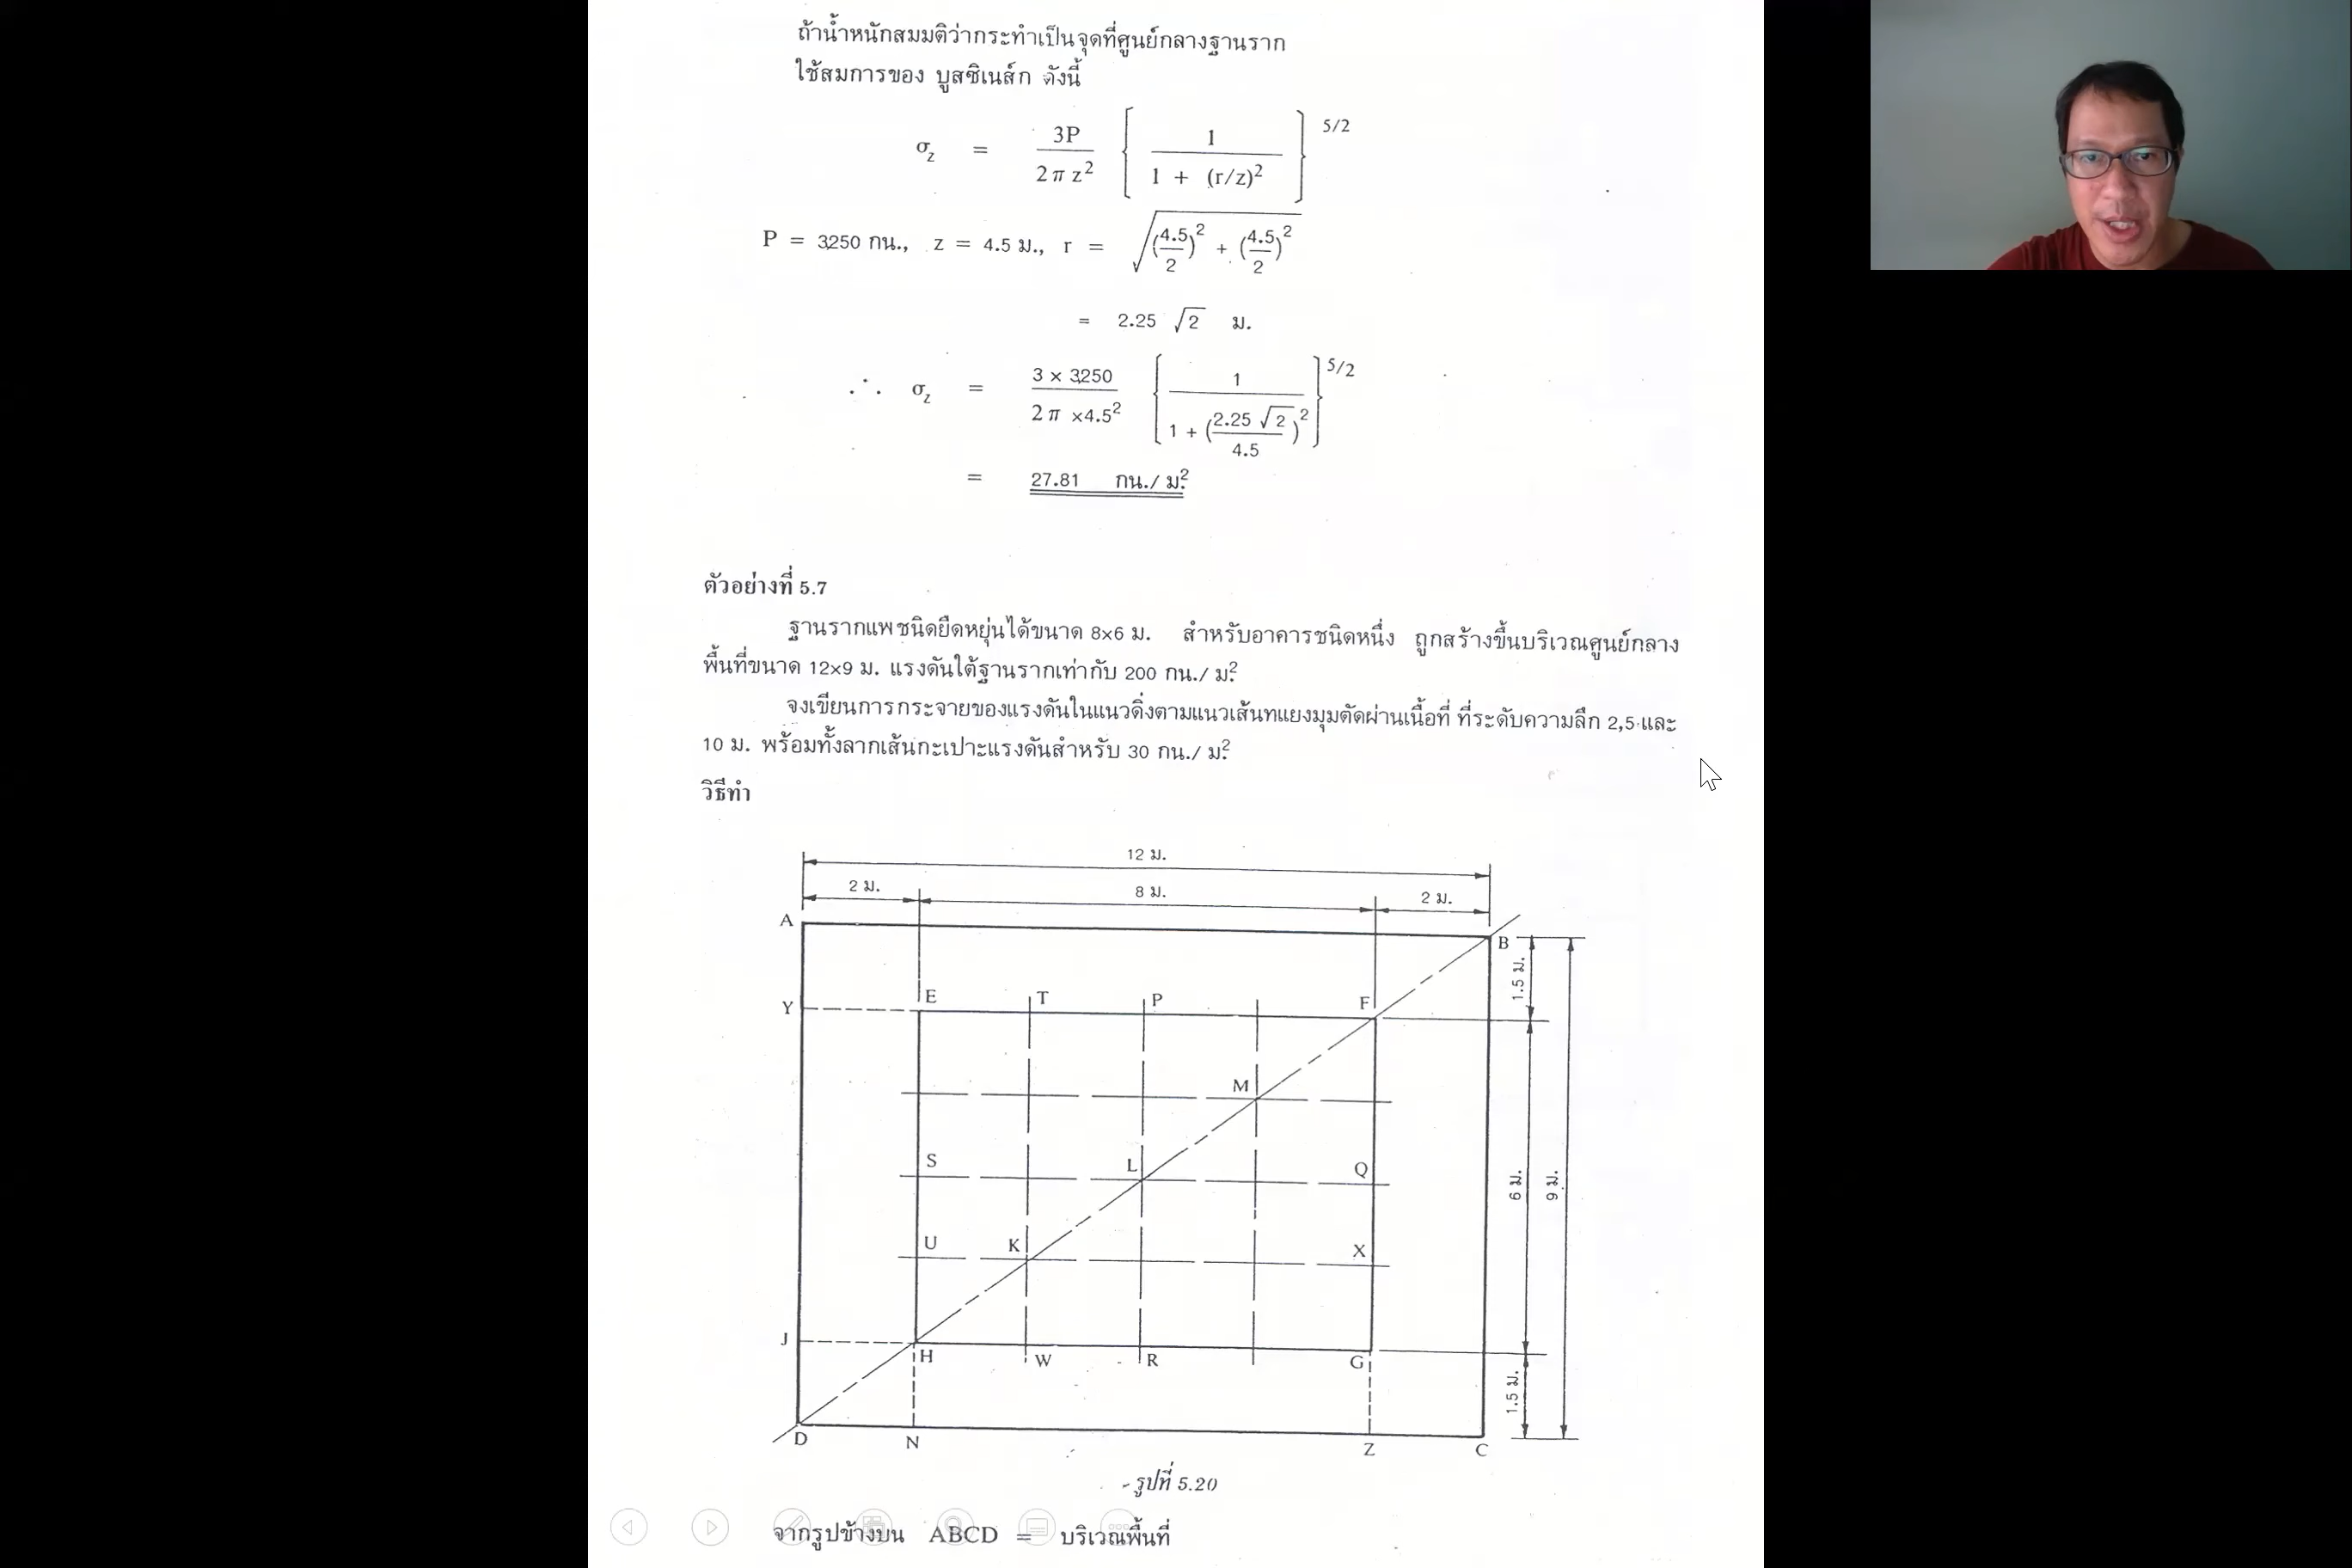 ถ้าน้ำหนักสมมติว่ากระทำเป็นจุดที่ศูนย์กลางฐานราก
ใช้สมการของ บูสซิเนส์ก ดังนี้
σz = 3P / 2πz² { 1 / 1 + (r/z)² } 5/2
P = 3,250 กน., z = 4.5 ม., r = √(4.5/2)² + (4.5/2)²
= 2.25 √2 ม.
∴ σz = 3 × 3,250 / 2π ×4.5² { 1 / 1 + (2.25 √2 / 4.5)² } 5/2
= 27.81 กน./ ม.²
ตัวอย่างที่ 5.7
ฐานรากแพชนิดยืดหยุ่นได้ขนาด 8×6 ม. สำหรับอาคารชนิดหนึ่ง ถูกสร้างขึ้นบริเวณศูนย์กลาง
พื้นที่ขนาด 12×9 ม. แรงดันใต้ฐานรากเท่ากับ 200 กน./ ม.²
จงเขียนการกระจายของแรงดันในแนวดิ่งตามแนวเส้นทแยงมุมตัดผ่านเนื้อที่ ที่ระดับความลึก 2,5 และ
10 ม. พร้อมทั้งลากเส้นกะเปาะแรงดันสำหรับ 30 กน./ ม.²
วิธีทำ
12 ม.
2 ม. 8 ม. 2 ม.
A B
1.5 ม.
Y E T P F
M
S L Q
6 ม. 9 ม.
U K X
J H W R G
1.5 ม.
D N Z C
รูปที่ 5.20
จากรูปข้างบน ABCD = บริเวณพื้นที่